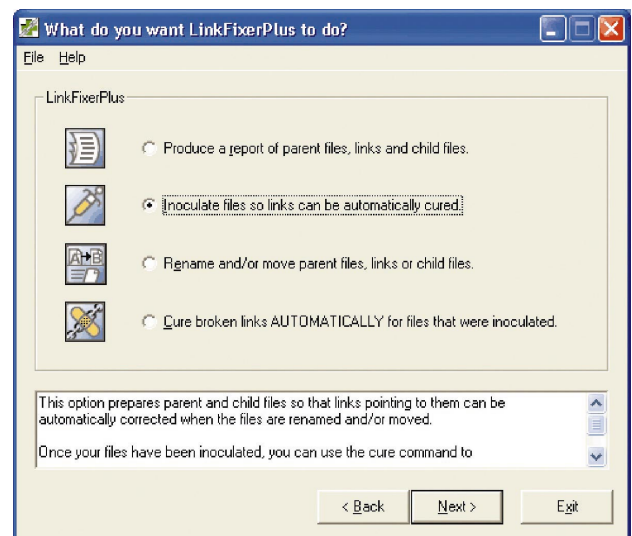 What do you want LinkFixerPlus to do?
File Help
LinkFixerPlus
Produce a report of parent files, links and child files.
Inoculate files so links can be automatically cured.
A B
Rename and/or move parent files, links or child files.
Cure broken links AUTOMATICALLY for files that were inoculated.
This option prepares parent and child files so that links pointing to them can be
automatically corrected when the files are renamed and/or moved.
Once your files have been inoculated, you can use the cure command to
< Back Next > Exit